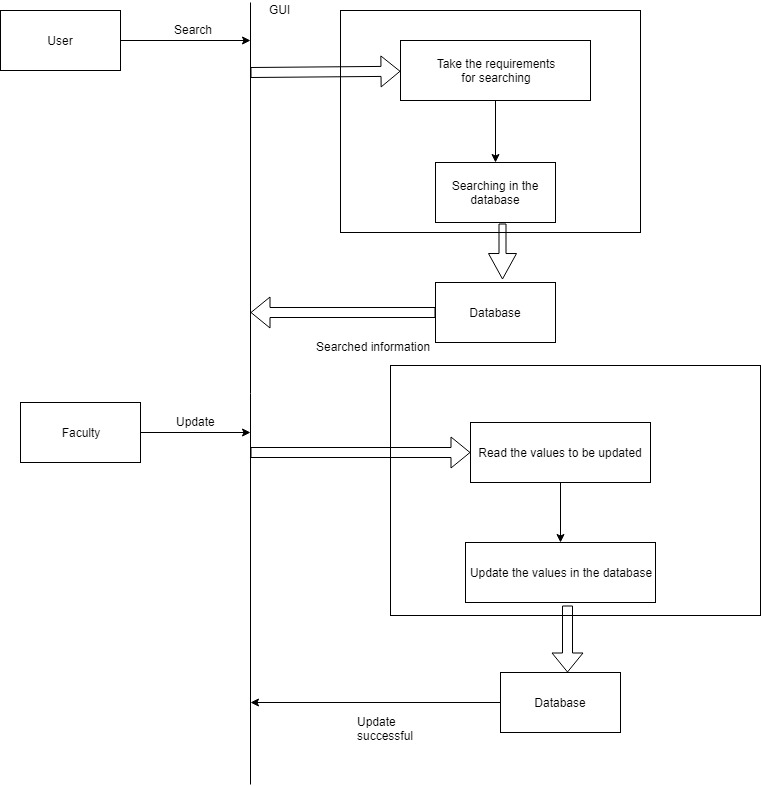 GUI
User
Search
Take the requirements
for searching
Searching in the
database
Database
Searched information
Faculty
Update
Read the values to be updated
Update the values in the database
Database
Update
successful